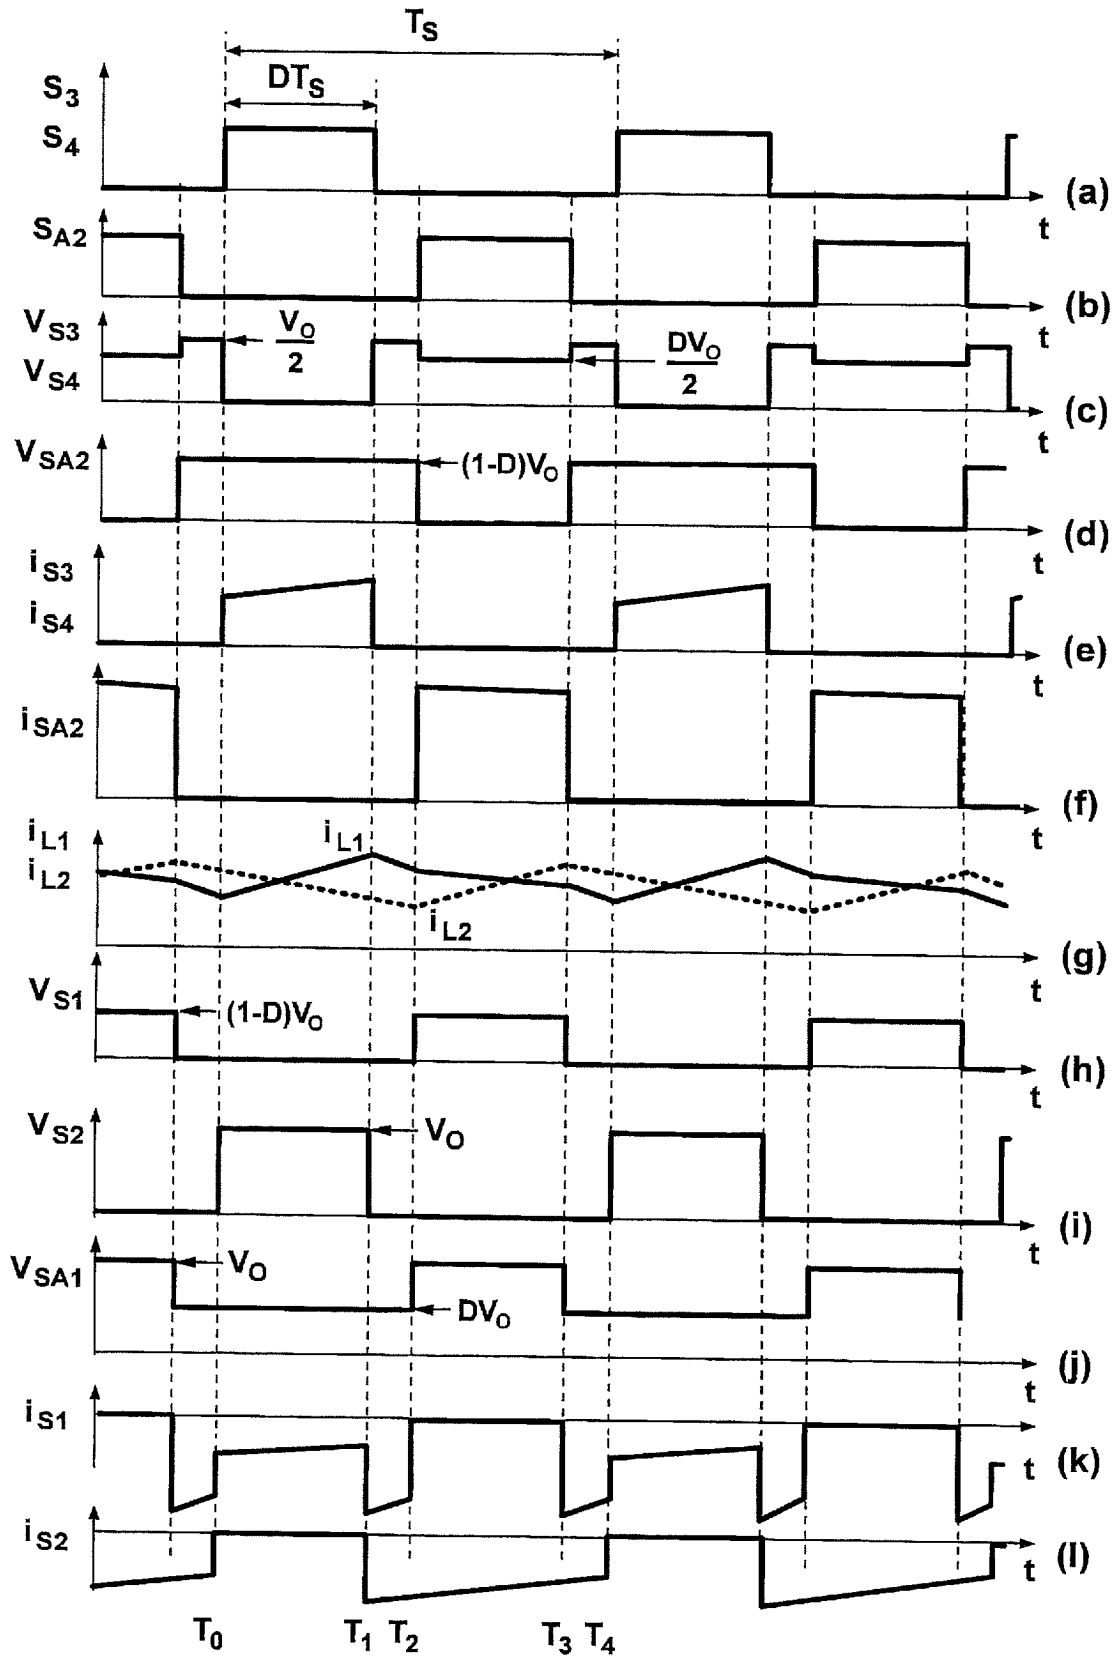 T_S
DT_S
S_3
S_4
t
(a)
S_A2
t
(b)
V_S3
V_S4
V_O/2
DV_O/2
t
(c)
V_SA2
(1-D)V_O
t
(d)
i_S3
i_S4
t
(e)
i_SA2
t
(f)
i_L1
i_L2
i_L1
i_L2
t
(g)
V_S1
(1-D)V_O
t
(h)
V_S2
V_O
t
(i)
V_SA1
V_O
DV_O
t
(j)
i_S1
t
(k)
i_S2
t
(l)
T_0 T_1 T_2 T_3 T_4